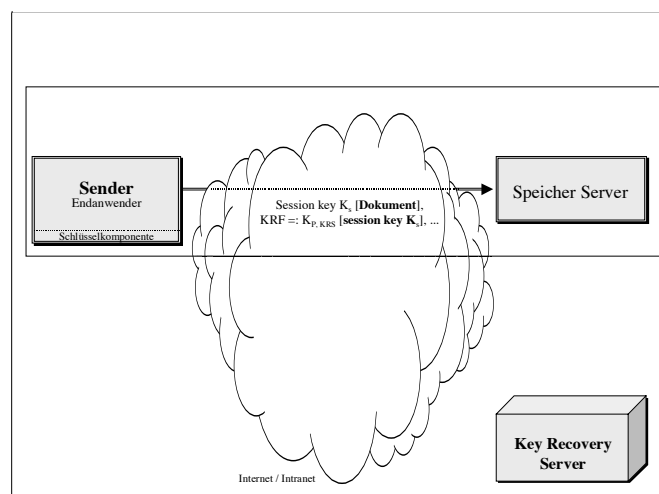 Sender
Endanwender
Schlüsselkomponente
Session key Ks [Dokument],
KRF =: KP, KRS [session key Ks], ...
Speicher Server
Key Recovery
Server
Internet / Intranet